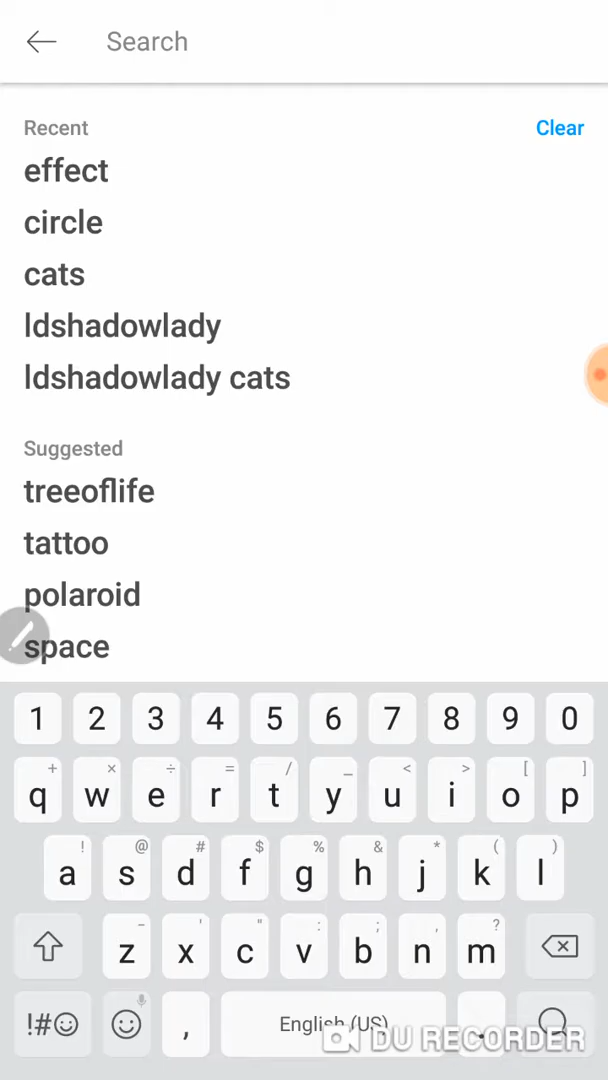 Search
Recent Clear
effect
circle
cats
ldshadowlady
ldshadowlady cats
Suggested
treeoflife
tattoo
polaroid
space
1 2 3 4 5 6 7 8 9 0
+ × ÷ = / _ < > [ ]
q w e r t y u i o p
! @ # $ % & * ( )
a s d f g h j k l
- ' " : ; , ?
z x c v b n m
!#☺ , English (US) .
DU RECORDER